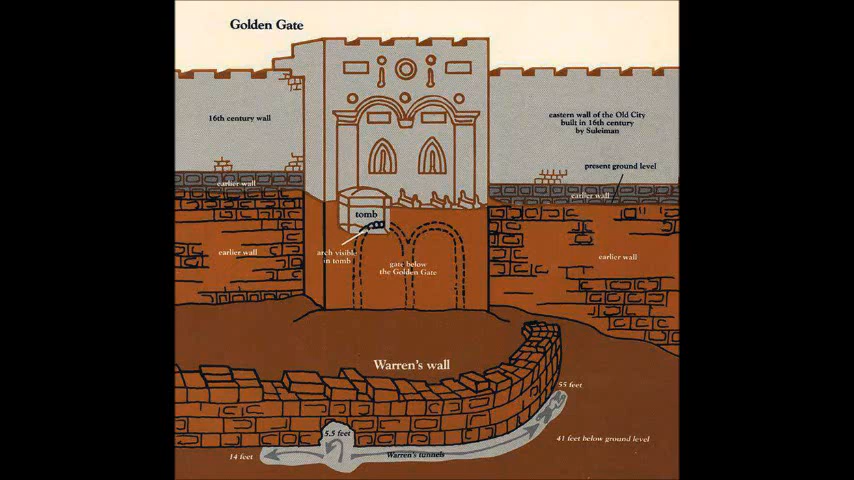 Golden Gate
16th century wall
eastern wall of the Old City
built in 16th century
by Suleiman
present ground level
earlier wall
earlier wall
tomb
arch visible
in tomb
earlier wall
gate below
the Golden Gate
earlier wall
Warren's wall
55 feet
5.5 feet
41 feet below ground level
14 feet
Warren's tunnels